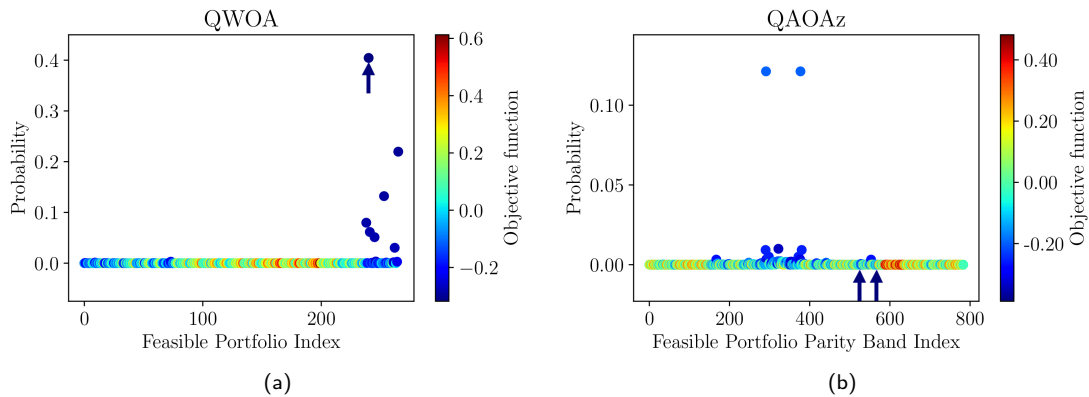 QWOA
0.4
0.3
0.2
0.1
0.0
Probability
0 100 200
Feasible Portfolio Index
0.6
0.4
0.2
0.0
−0.2
Objective function
(a)
QAOAz
0.10
0.05
0.00
Probability
0 200 400 600 800
Feasible Portfolio Parity Band Index
0.40
0.20
0.00
-0.20
Objective function
(b)